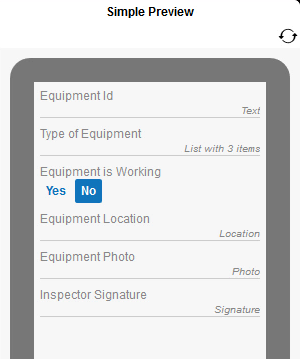 Simple Preview
Equipment Id
Text
Type of Equipment
List with 3 items
Equipment is Working
Yes No
Equipment Location
Location
Equipment Photo
Photo
Inspector Signature
Signature